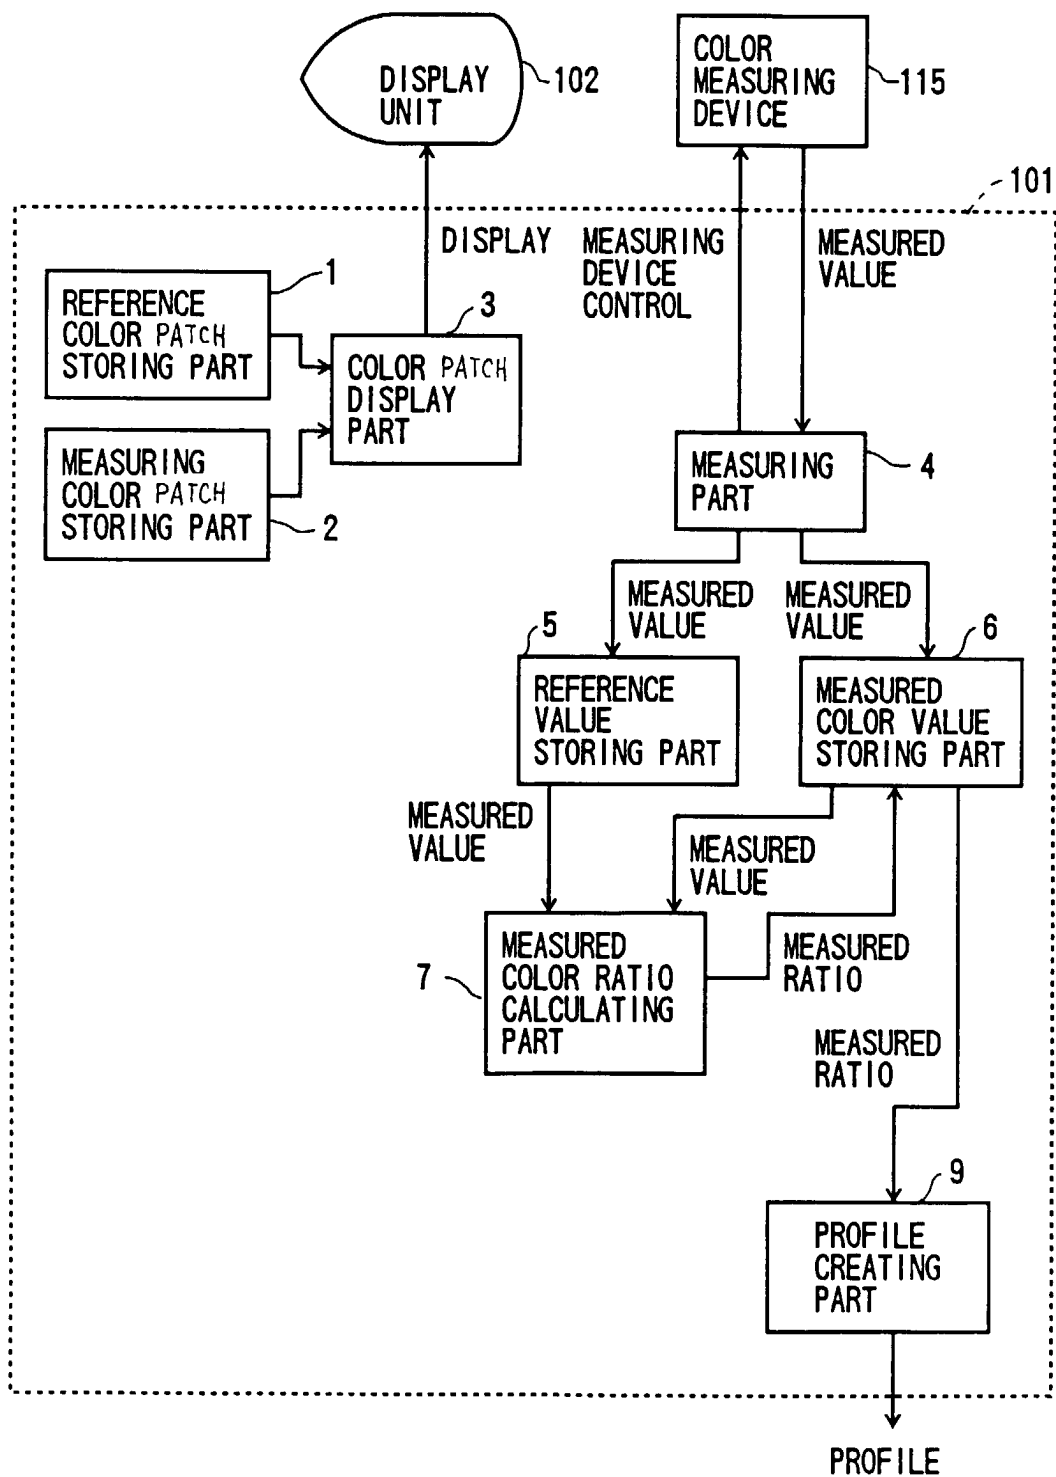 DISPLAY
UNIT
102
COLOR
MEASURING
DEVICE
115
101
DISPLAY
MEASURING
DEVICE
CONTROL
MEASURED
VALUE
1
REFERENCE
COLOR PATCH
STORING PART
3
COLOR PATCH
DISPLAY
PART
MEASURING
COLOR PATCH
STORING PART
2
MEASURING
PART
4
MEASURED
VALUE
MEASURED
VALUE
5
REFERENCE
VALUE
STORING PART
6
MEASURED
COLOR VALUE
STORING PART
MEASURED
VALUE
MEASURED
VALUE
7
MEASURED
COLOR RATIO
CALCULATING
PART
MEASURED
RATIO
MEASURED
RATIO
9
PROFILE
CREATING
PART
PROFILE